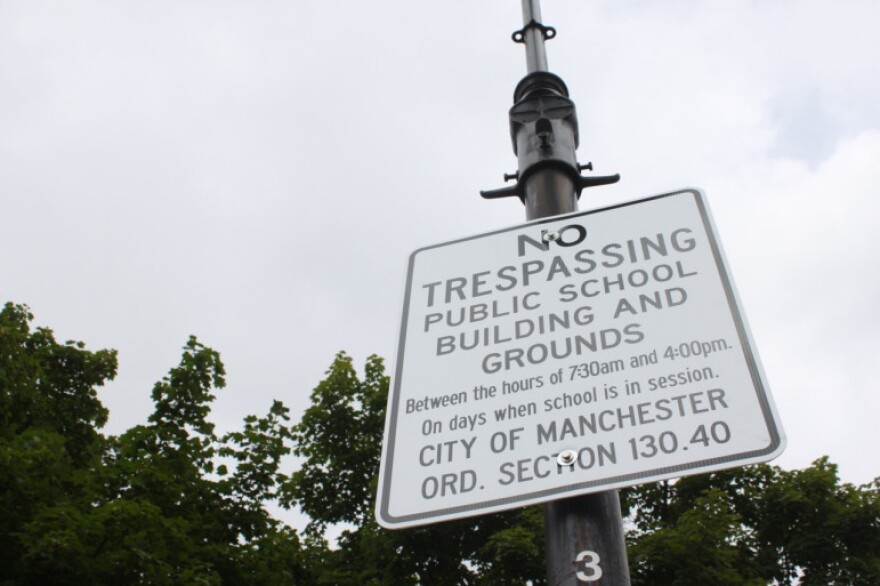 NO
TRESPASSING
PUBLIC SCHOOL
BUILDING AND
GROUNDS
Between the hours of 7:30am and 4:00pm.
On days when school is in session.
CITY OF MANCHESTER
ORD. SECTION 130.40
3